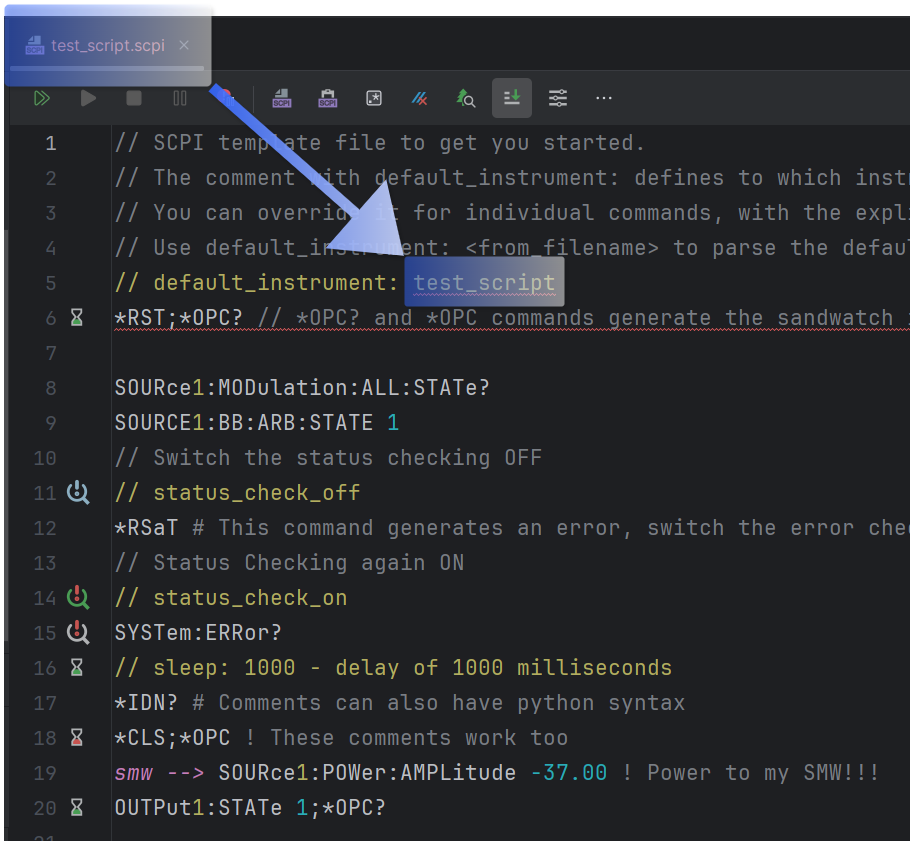 test_script.scpi
SCPI SCPI
1 // SCPI template file to get you started.
2 // The comment with default_instrument: defines to which instr
3 // You can override it for individual commands, with the expli
4 // Use default_instrument: <from_filename> to parse the defau
5 // default_instrument: test_script
6 *RST;*OPC? // *OPC? and *OPC commands generate the sandwatch
7
8 SOURce1:MODulation:ALL:STATe?
9 SOURCE1:BB:ARB:STATE 1
10 // Switch the status checking OFF
11 // status_check_off
12 *RSaT # This command generates an error, switch the error chec
13 // Status Checking again ON
14 // status_check_on
15 SYSTem:ERRor?
16 // sleep: 1000 - delay of 1000 milliseconds
17 *IDN? # Comments can also have python syntax
18 *CLS;*OPC ! These comments work too
19 smw --> SOURce1:POWer:AMPLitude -37.00 ! Power to my SMW!!!
20 OUTPut1:STATe 1;*OPC?